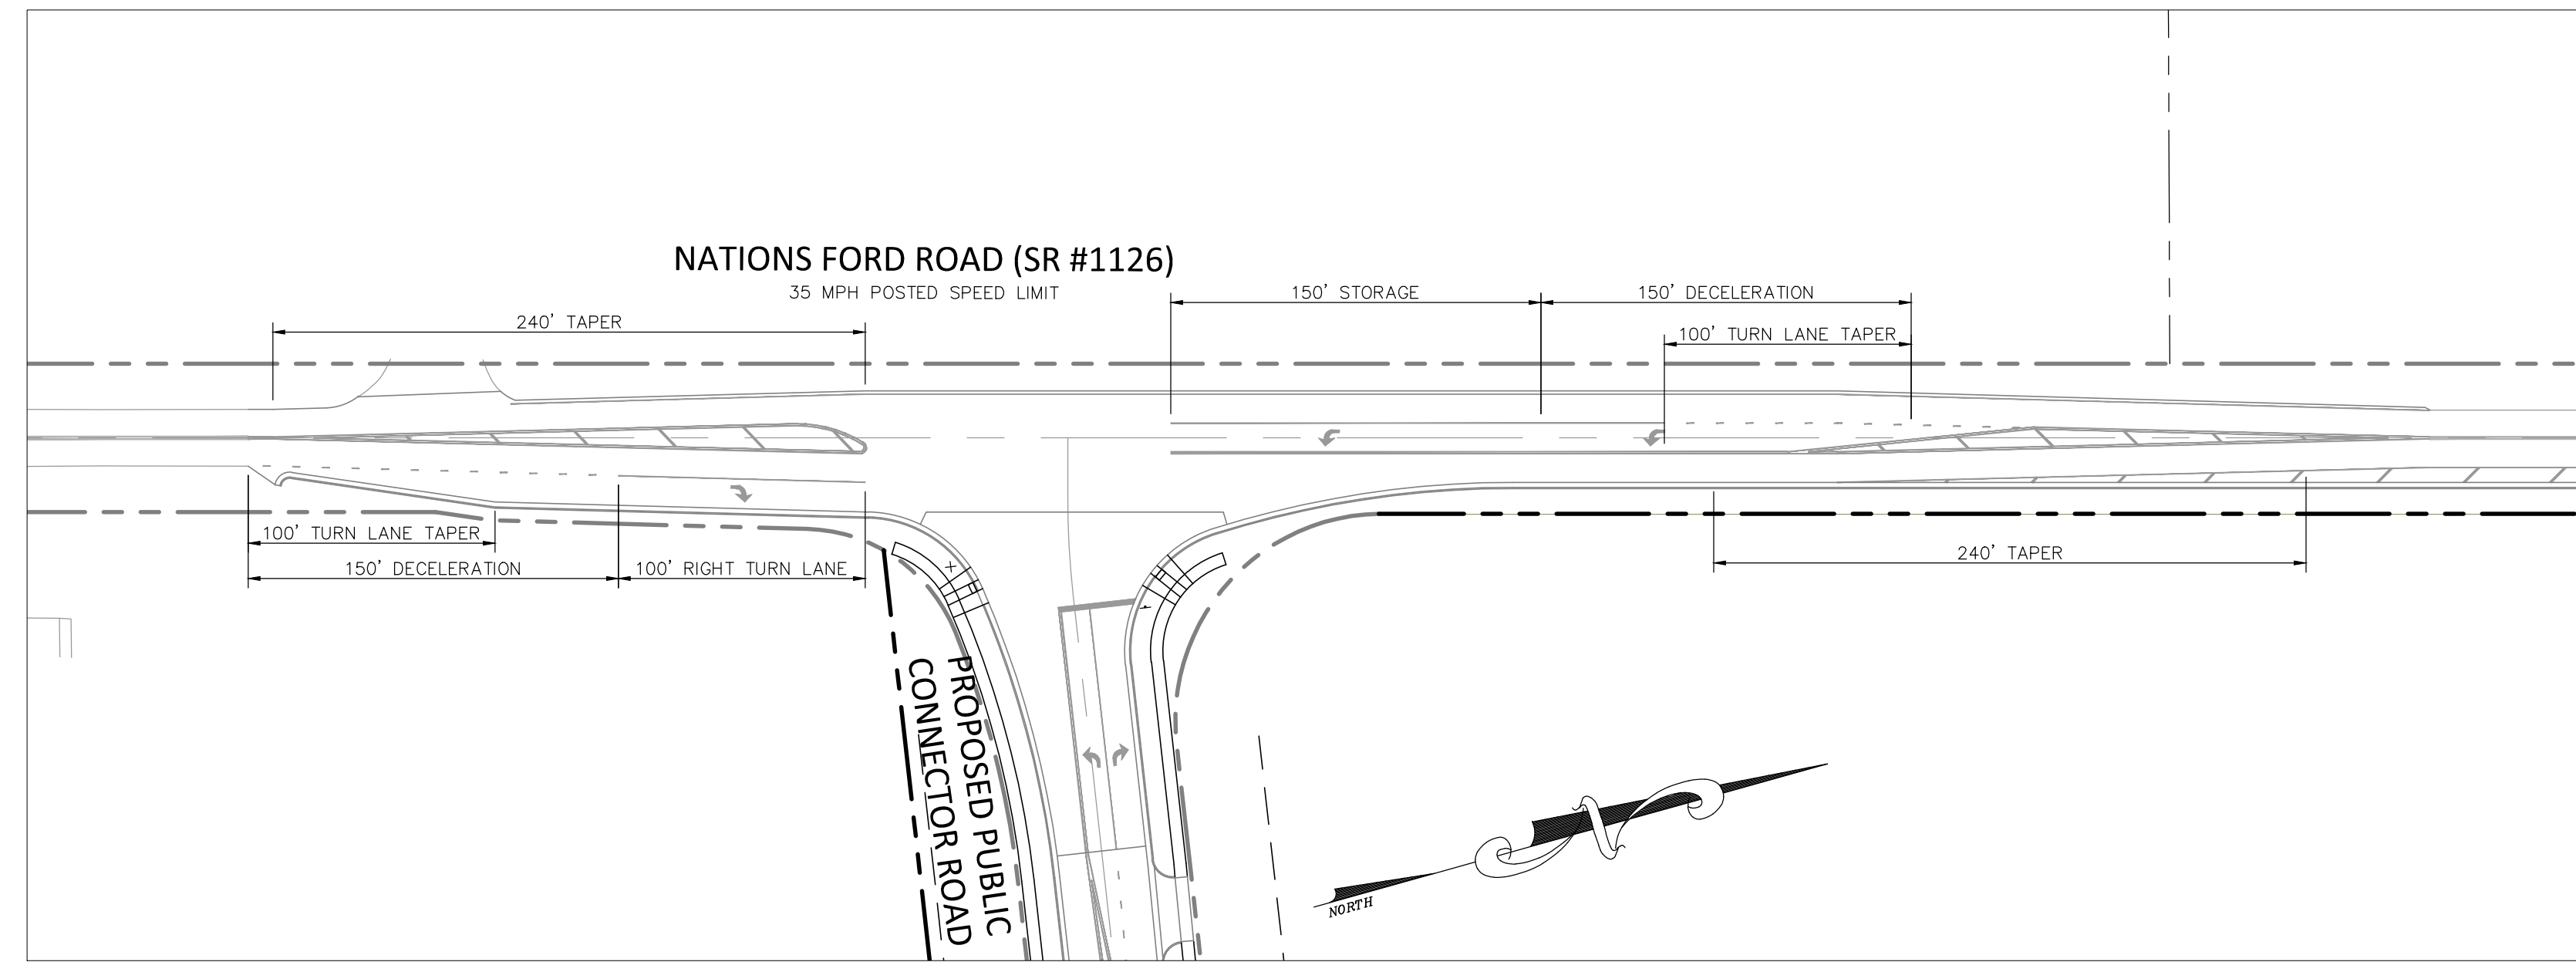 NATIONS FORD ROAD (SR #1126)
35 MPH POSTED SPEED LIMIT
150' STORAGE
150' DECELERATION
240' TAPER
100' TURN LANE TAPER
100' TURN LANE TAPER
150' DECELERATION
100' RIGHT TURN LANE
240' TAPER
PROPOSED PUBLIC
CONNECTOR ROAD
N
NORTH